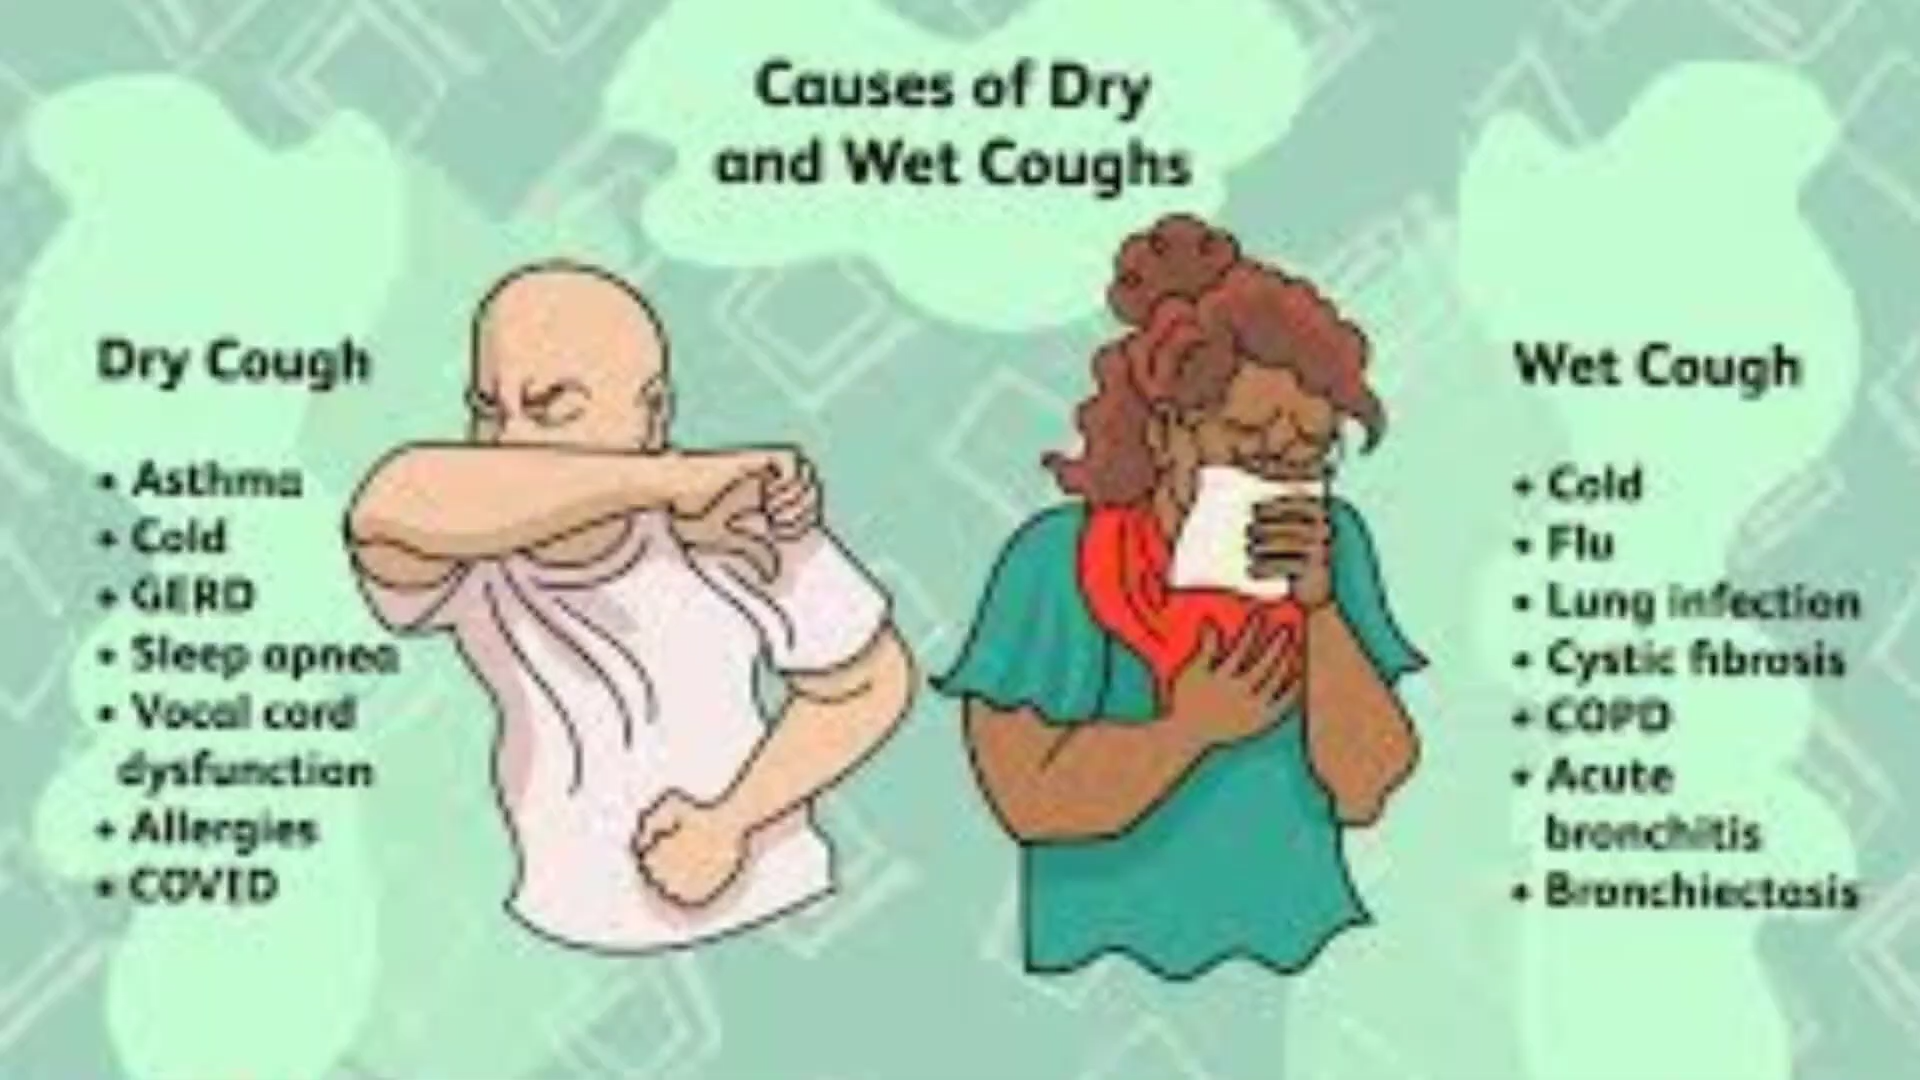 Causes of Dry
and Wet Coughs
Dry Cough
• Asthma
• Cold
• GERD
• Sleep apnea
• Vocal cord
dysfunction
• Allergies
• COVID
Wet Cough
• Cold
• Flu
• Lung infection
• Cystic fibrosis
• COPD
• Acute
bronchitis
• Bronchiectasis